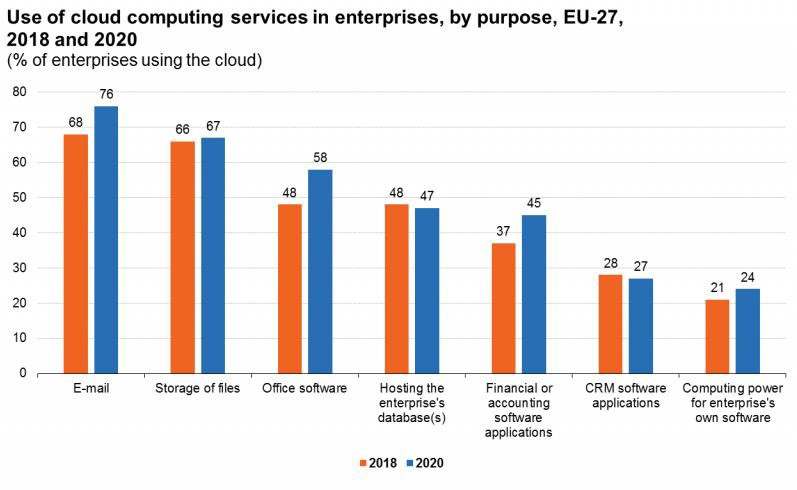 Use of cloud computing services in enterprises, by purpose, EU-27,
2018 and 2020
(% of enterprises using the cloud)
80
70
60
50
40
30
20
10
0
68
76
66
67
48
58
48
47
37
45
28
27
21
24
E-mail
Storage of files
Office software
Hosting the
enterprise's
database(s)
Financial or
accounting
software
applications
CRM software
applications
Computing power
for enterprise's
own software
2018 2020